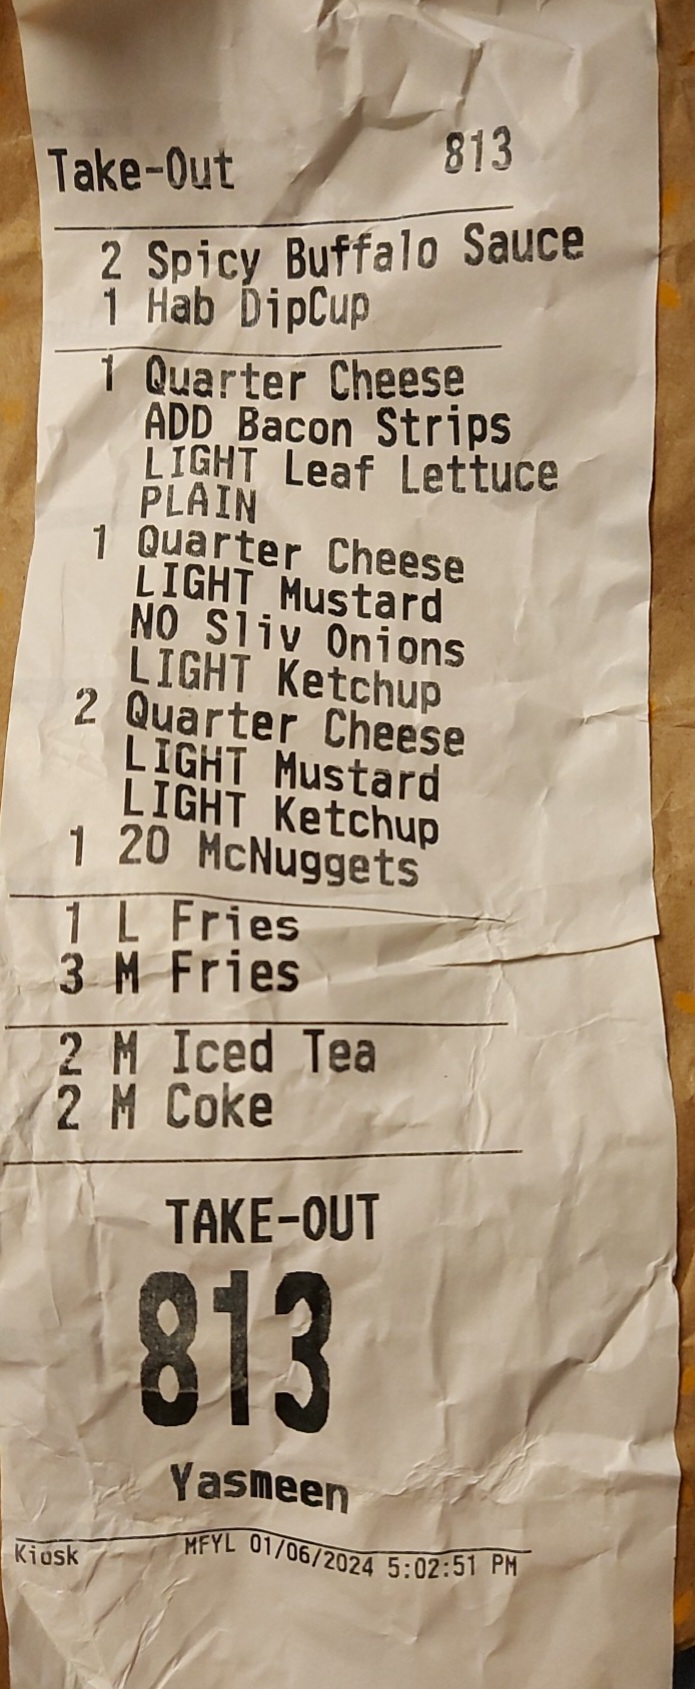 Take-Out 813
2 Spicy Buffalo Sauce
1 Hab DipCup
1 Quarter Cheese
ADD Bacon Strips
LIGHT Leaf Lettuce
PLAIN
1 Quarter Cheese
LIGHT Mustard
NO Sliv Onions
LIGHT Ketchup
2 Quarter Cheese
LIGHT Mustard
LIGHT Ketchup
1 20 McNuggets
1 L Fries
3 M Fries
2 M Iced Tea
2 M Coke
TAKE-OUT
813
Yasmeen
Kiosk MFYL 01/06/2024 5:02:51 PM